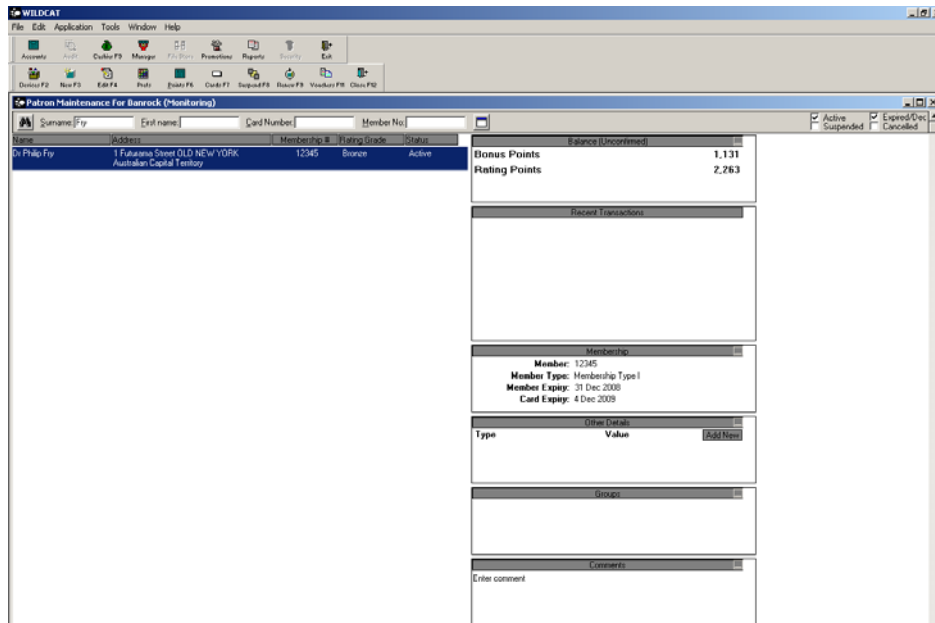 WILDCAT
File Edit Application Tools Window Help
Accounts Audit Cashier F9 Manager File Store Promotions Reports Security Exit
Devices F2 New F3 Edit F4 Prefs Points F6 Cards F7 Suspend F8 Vouchers F11 Close F12
Patron Maintenance For Banrock (Monitoring)
Surname: Fry First name: Card Number: Member No: Active Expired/Dec
Suspended Cancelled
Name Address Membership # Rating Grade Status
Dr Philip Fry 1 Futurama Street OLD NEW YORK 12345 Bronze Active
Australian Capital Territory
Balance (Unconfirmed)
Bonus Points 1,131
Rating Points 2,263
Recent Transactions
Membership
Member: 12345
Member Type: Membership Type I
Member Expiry: 31 Dec 2008
Card Expiry: 4 Dec 2009
Other Details
Type Value Add New
Groups
Comments
Enter comment